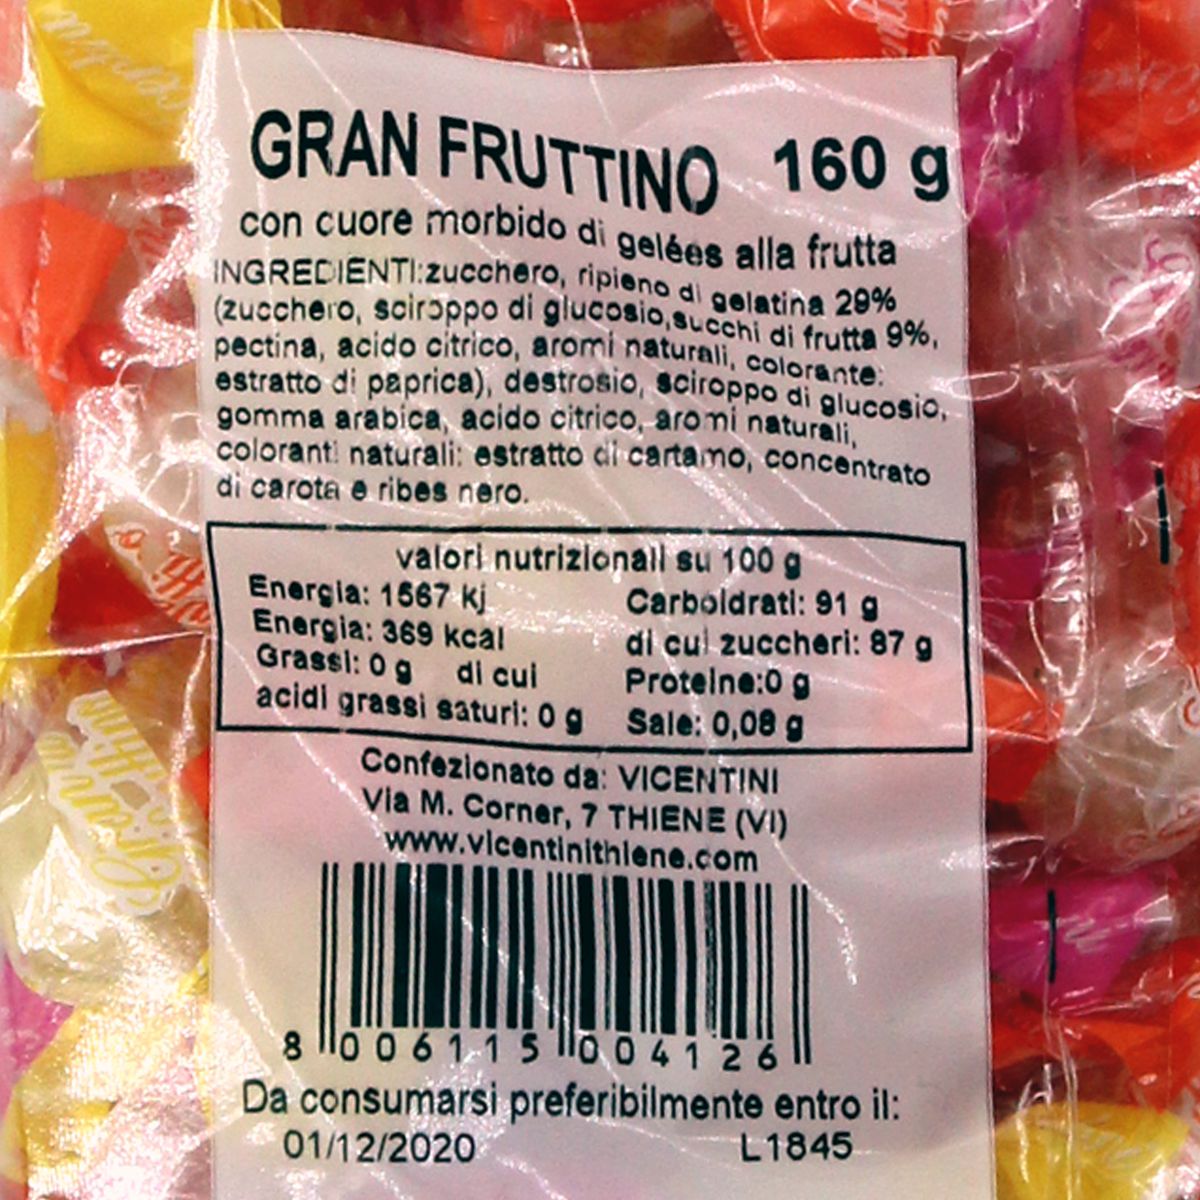 GRAN FRUTTINO 160 g
con cuore morbido di gelées alla frutta
INGREDIENTI:zucchero, ripieno di gelatina 29%
(zucchero, sciroppo di glucosio,succhi di frutta 9%,
pectina, acido citrico, aromi naturali, colorante:
estratto di paprica), destrosio, sciroppo di glucosio,
gomma arabica, acido citrico, aromi naturali,
coloranti naturali: estratto di cartamo, concentrato
di carota e ribes nero.
valori nutrizionali su 100 g
Energia: 1567 kj Carboidrati: 91 g
Energia: 369 kcal di cui zuccheri: 87 g
Grassi: 0 g di cui Proteine:0 g
acidi grassi saturi: 0 g Sale: 0,08 g
Confezionato da: VICENTINI
Via M. Corner, 7 THIENE (VI)
www.vicentinithiene.com
8 006115 004126
Da consumarsi preferibilmente entro il:
01/12/2020 L1845